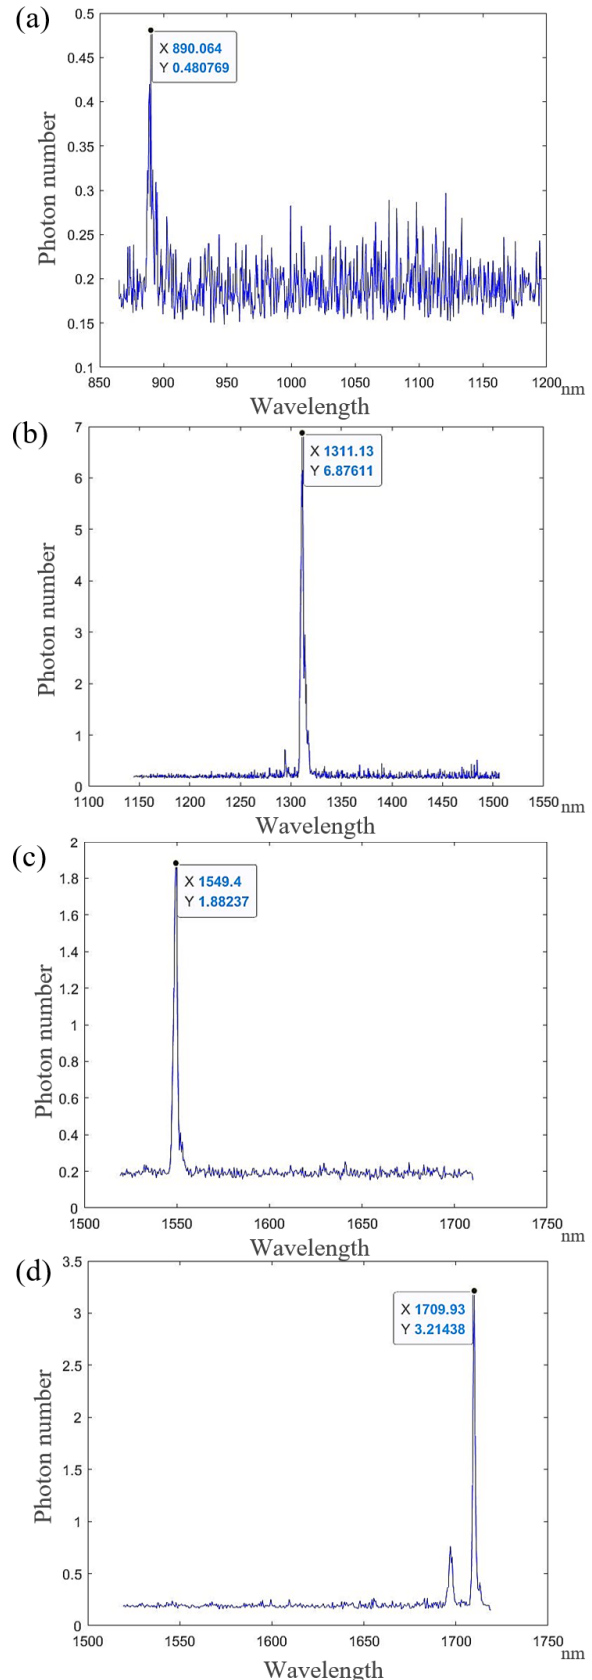 (a)
0.5
0.45
0.4
0.35
0.3
0.25
0.2
0.15
0.1
Photon number
X 890.064
Y 0.480769
850 900 950 1000 1050 1100 1150 1200 nm
Wavelength
(b)
7
6
5
4
3
2
1
0
Photon number
X 1311.13
Y 6.87611
1100 1150 1200 1250 1300 1350 1400 1450 1500 1550 nm
Wavelength
(c)
2
1.8
1.6
1.4
1.2
1
0.8
0.6
0.4
0.2
0
Photon number
X 1549.4
Y 1.88237
1500 1550 1600 1650 1700 1750 nm
Wavelength
(d)
3.5
3
2.5
2
1.5
1
0.5
0
Photon number
X 1709.93
Y 3.21438
1500 1550 1600 1650 1700 1750 nm
Wavelength